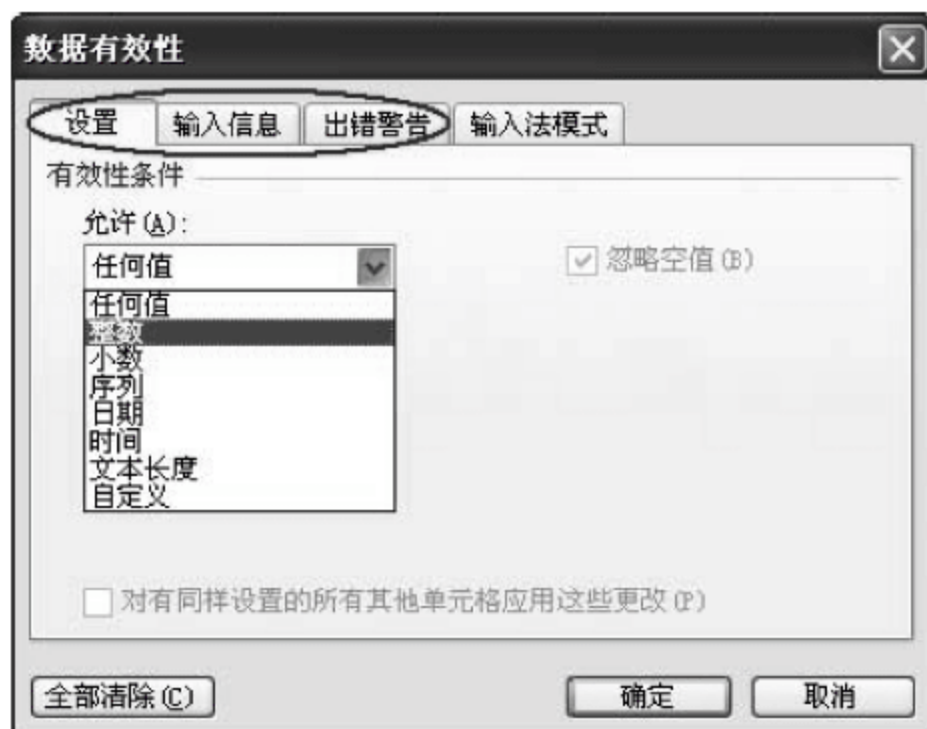 数据有效性
设置 输入信息 出错警告 输入法模式
有效性条件
允许(A):
任何值 忽略空值(B)
任何值
整数
小数
序列
日期
时间
文本长度
自定义
对有同样设置的所有其他单元格应用这些更改(P)
全部清除(C) 确定 取消